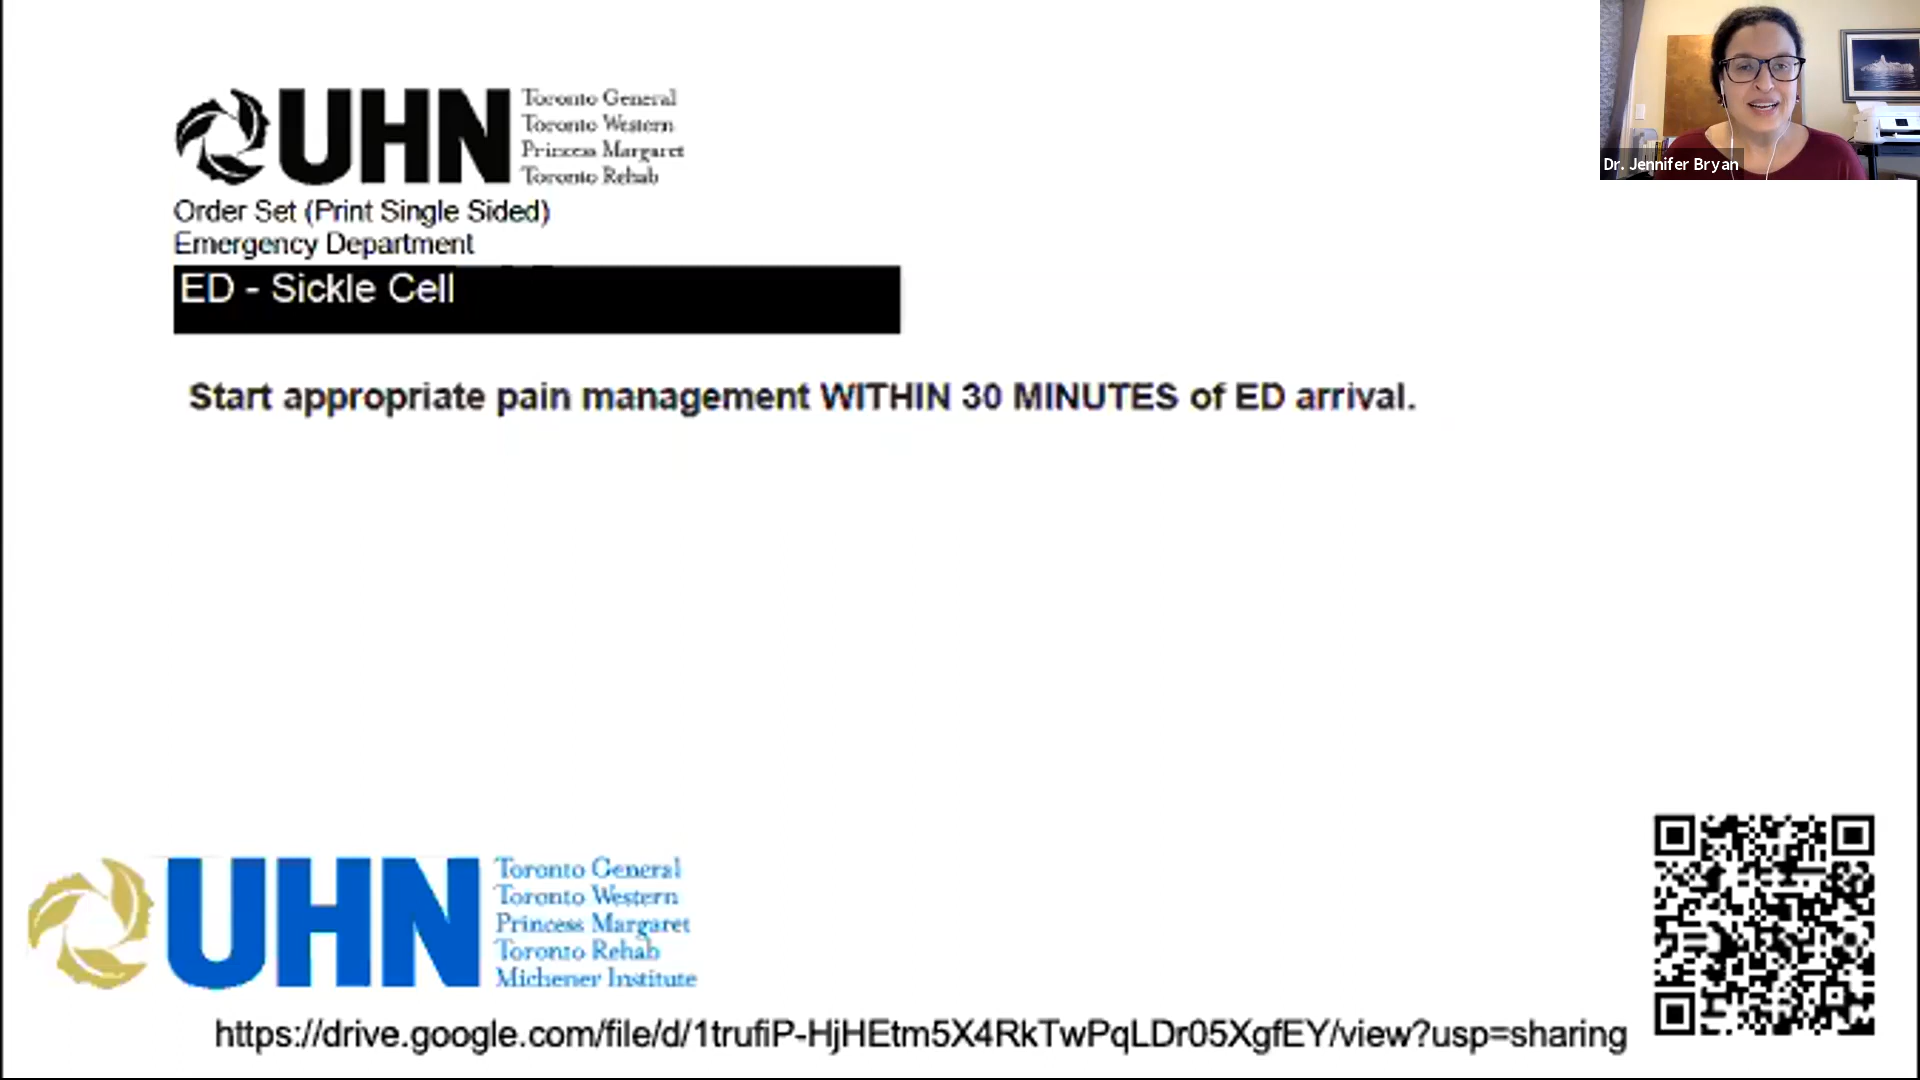 UHN
Toronto General
Toronto Western
Princess Margaret
Toronto Rehab
Order Set (Print Single Sided)
Emergency Department
ED - Sickle Cell
Start appropriate pain management WITHIN 30 MINUTES of ED arrival.
Dr. Jennifer Bryan
UHN
Toronto General
Toronto Western
Princess Margaret
Toronto Rehab
Michener Institute
https://drive.google.com/file/d/1trufiP-HjHEtm5X4RkTwPqLDr05XgfEY/view?usp=sharing